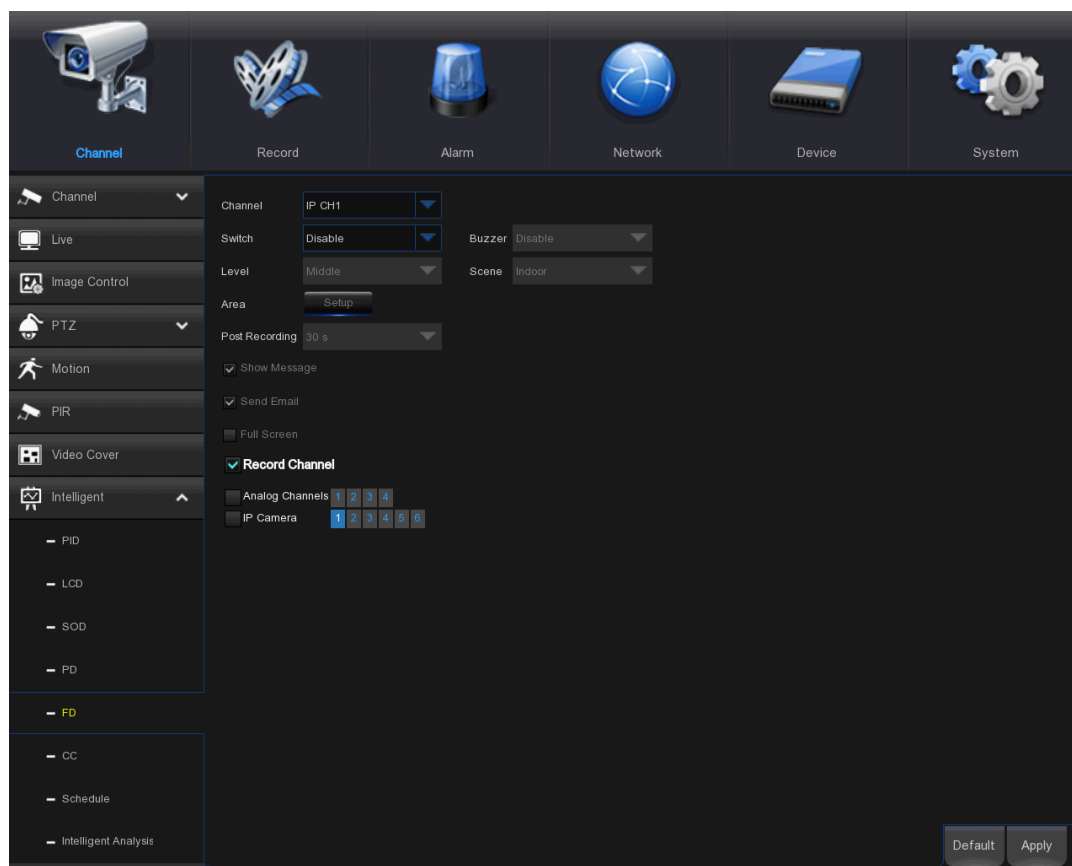 Channel Record Alarm Network Device System
Channel
Live
Image Control
PTZ
Motion
PIR
Video Cover
Intelligent
PID
LCD
SOD
PD
FD
CC
Schedule
Intelligent Analysis
Channel IP CH1
Switch Disable Buzzer Disable
Level Middle Scene Indoor
Area Setup
Post Recording 30 s
Show Message
Send Email
Full Screen
Record Channel
Analog Channels 1 2 3 4
IP Camera 1 2 3 4 5 6
Default Apply